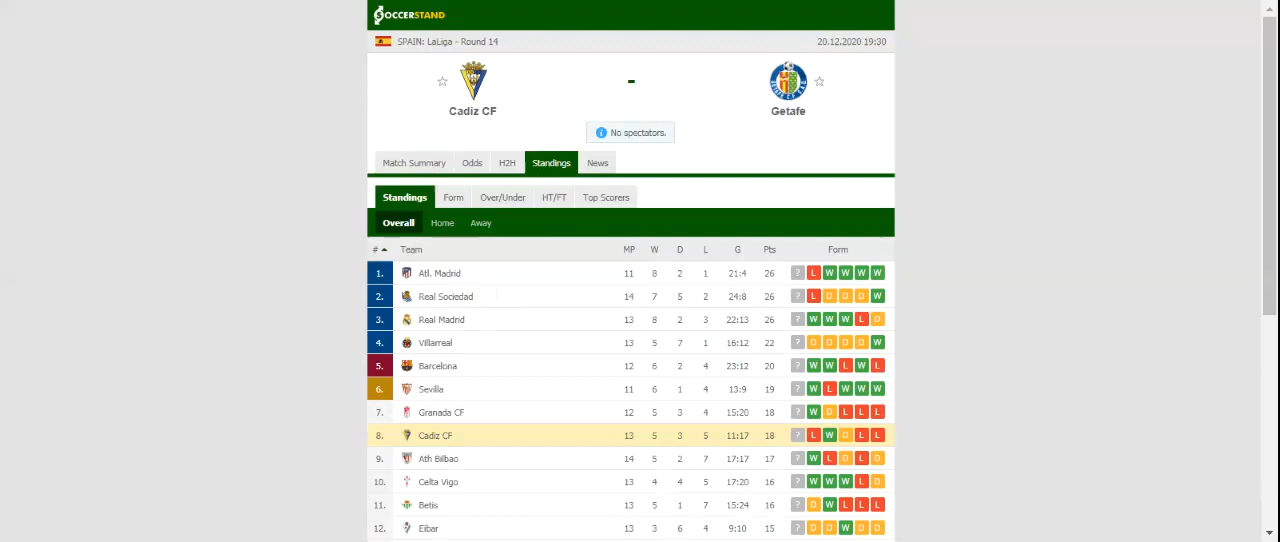 SOCCERSTAND
SPAIN: LaLiga - Round 14 20.12.2020 19:30
-
Cadiz CF Getafe
No spectators.
Match Summary Odds H2H Standings News
Standings Form Over/Under HT/FT Top Scorers
Overall Home Away
# Team MP W D L G Pts Form
1. Atl. Madrid 11 8 2 1 21:4 26 ? L W W W W
2. Real Sociedad 14 7 5 2 24:8 26 ? L D D D W
3. Real Madrid 13 8 2 3 22:13 26 ? W W W L D
4. Villarreal 13 5 7 1 16:12 22 ? D D D D W
5. Barcelona 12 6 2 4 23:12 20 ? W W L W L
6. Sevilla 11 6 1 4 13:9 19 ? W L W W W
7. Granada CF 12 5 3 4 15:20 18 ? W D L L L
8. Cadiz CF 13 5 3 5 11:17 18 ? L W D L L
9. Ath Bilbao 14 5 2 7 17:17 17 ? W L D L D
10. Celta Vigo 13 4 4 5 17:20 16 ? W W W L D
11. Betis 13 5 1 7 15:24 16 ? D W L L L
12. Eibar 13 3 6 4 9:10 15 ? D D W D D